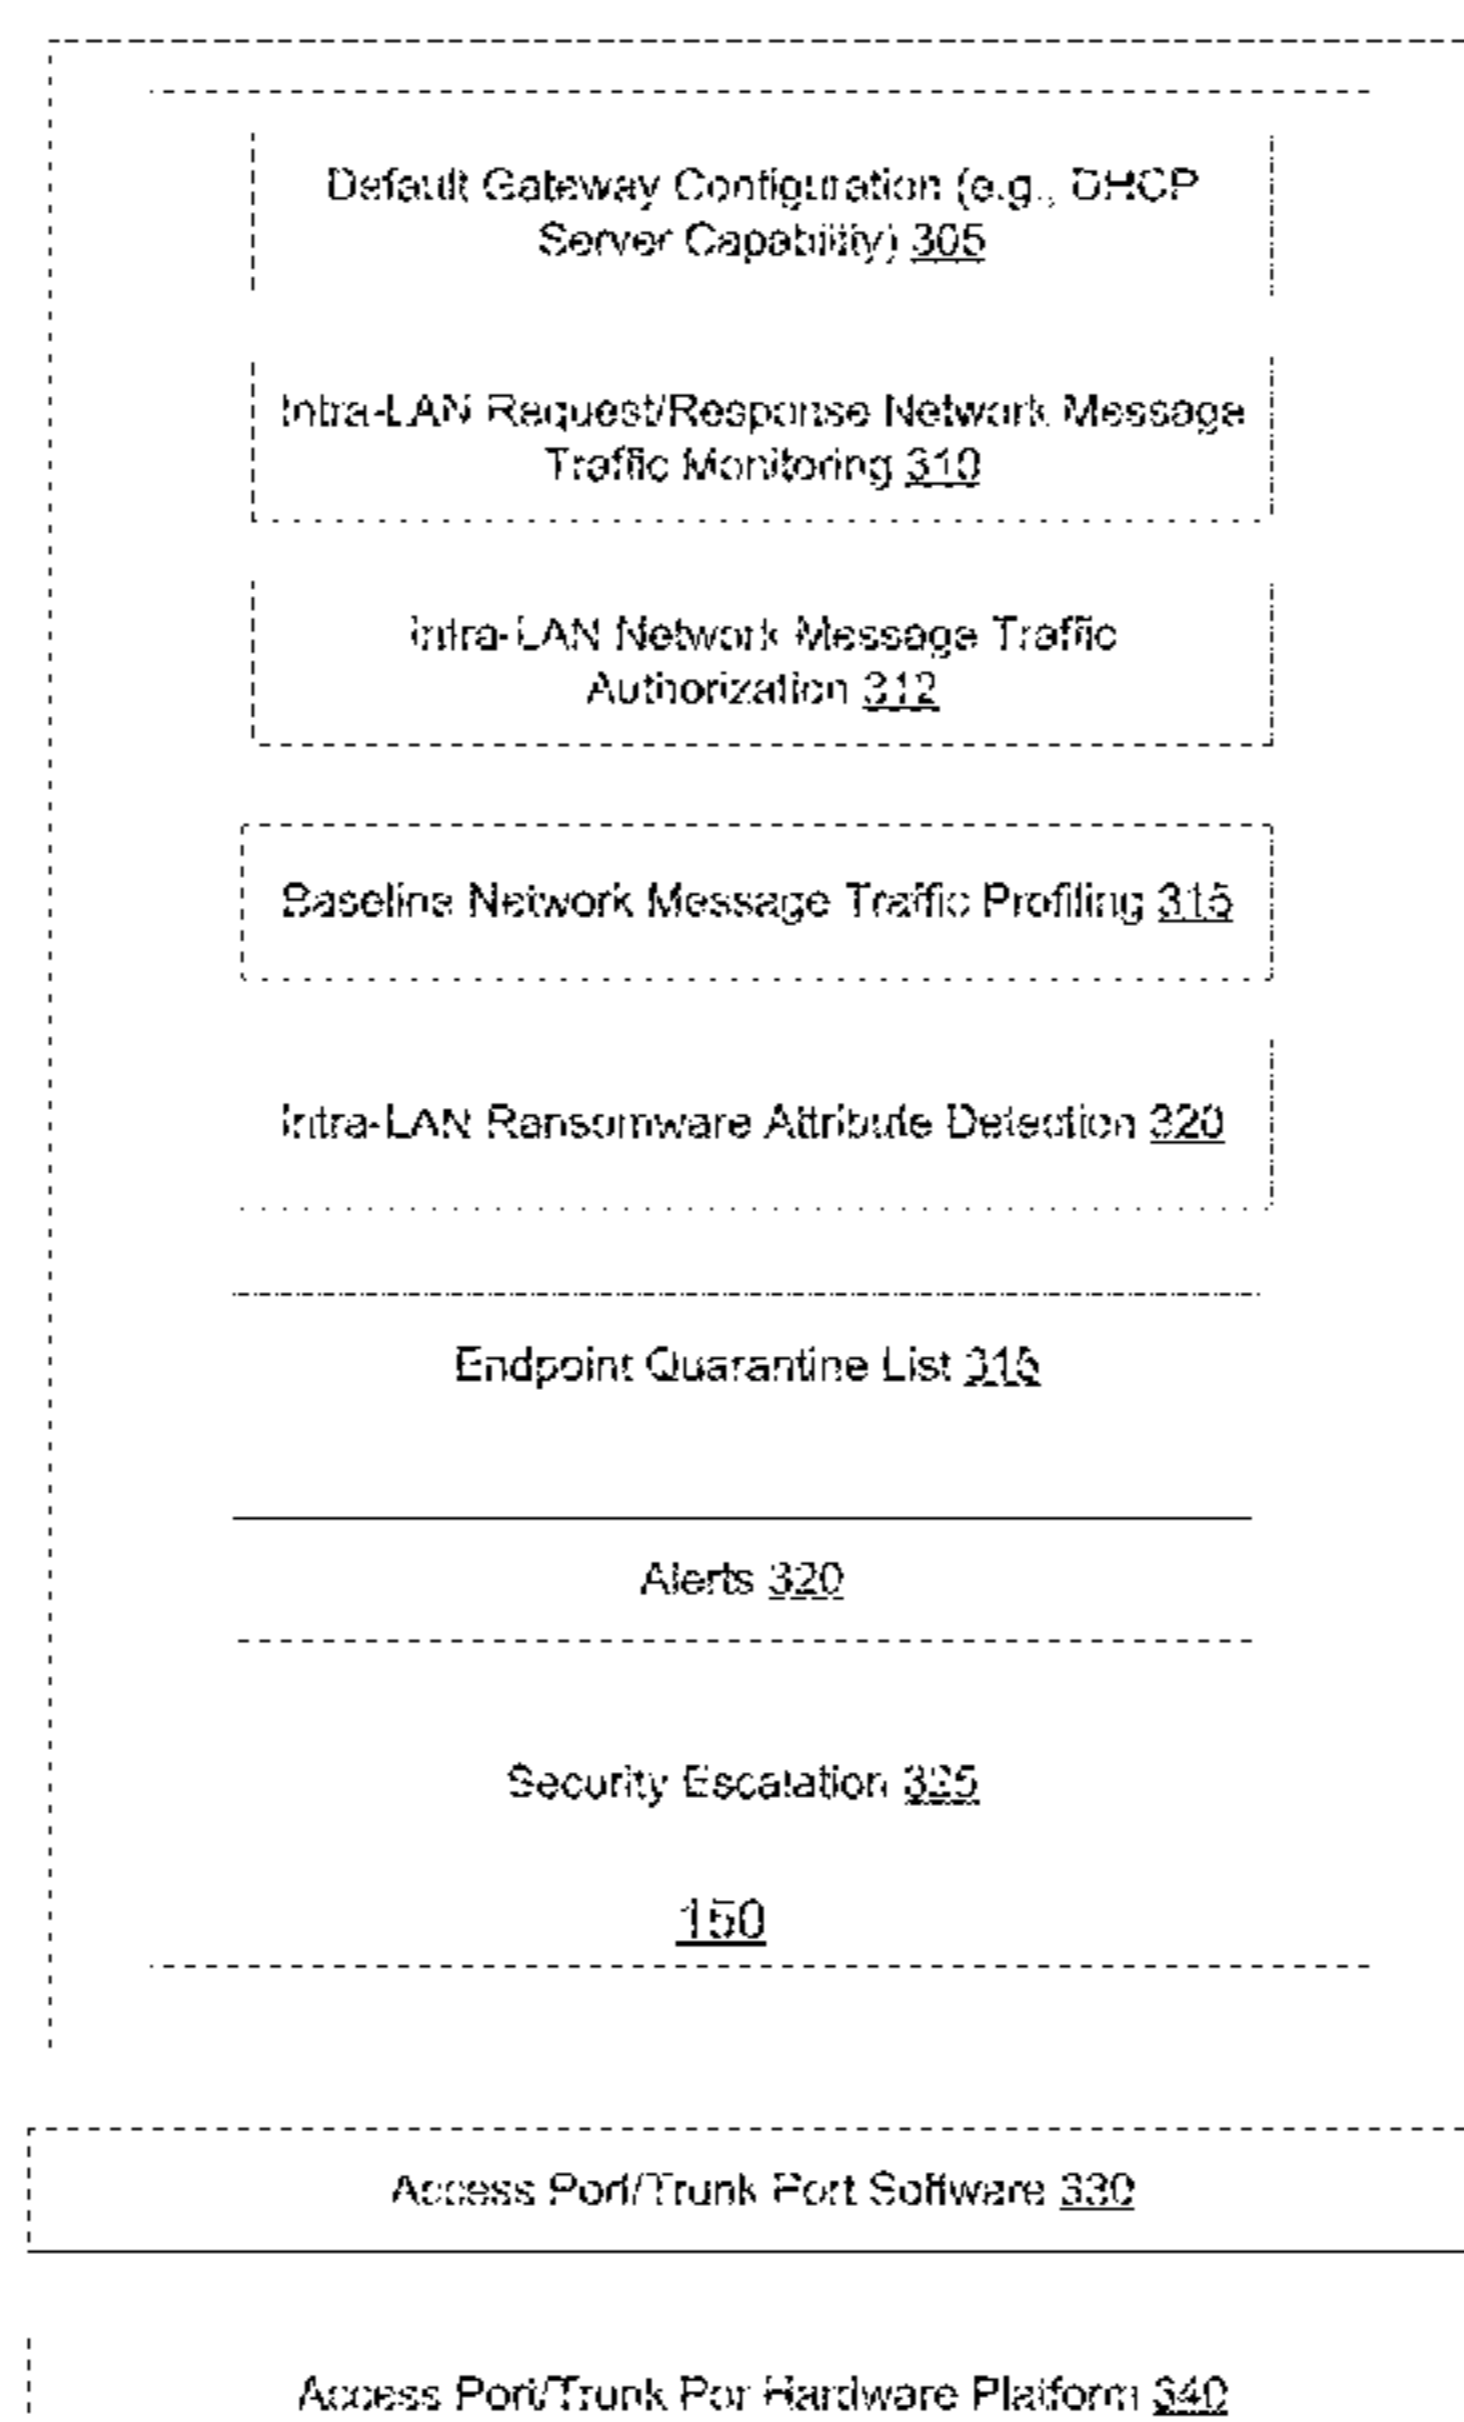 Default Gateway Configuration (e.g., DHCP
Server Capability) 305
Intra-LAN Request/Response Network Message
Traffic Monitoring 310
Intra-LAN Network Message Traffic
Authorization 312
Baseline Network Message Traffic Profiling 315
Intra-LAN Ransomware Attribute Detection 320
Endpoint Quarantine List 315
Alerts 320
Security Escalation 325
150
Access Port/Trunk Port Software 330
Access Port/Trunk Por Hardware Platform 340